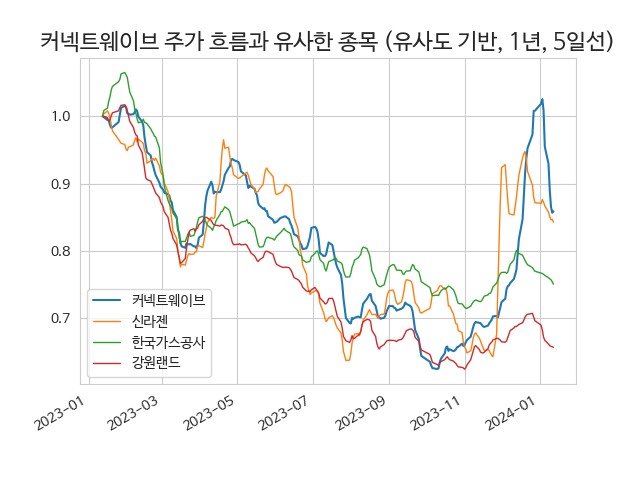 커넥트웨이브 주가 흐름과 유사한 종목 (유사도 기반, 1년, 5일선)
1.0
0.9
0.8
0.7
커넥트웨이브
신라젠
한국가스공사
강원랜드
2023-01
2023-03
2023-05
2023-07
2023-09
2023-11
2024-01